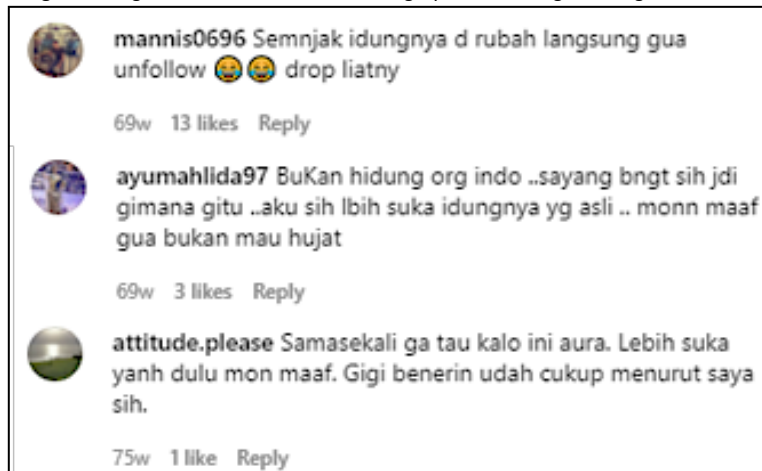 mannis0696 Semnjak idungnya d rubah langsung gua
unfollow 😂😂 drop liatny
69w 13 likes Reply
ayumahlida97 BuKan hidung org indo ..sayang bngt sih jdi
gimana gitu ..aku sih lbih suka idungnya yg asli .. monn maaf
gua bukan mau hujat
69w 3 likes Reply
attitude.please Samasekali ga tau kalo ini aura. Lebih suka
yanh dulu mon maaf. Gigi benerin udah cukup menurut saya
sih.
75w 1 like Reply